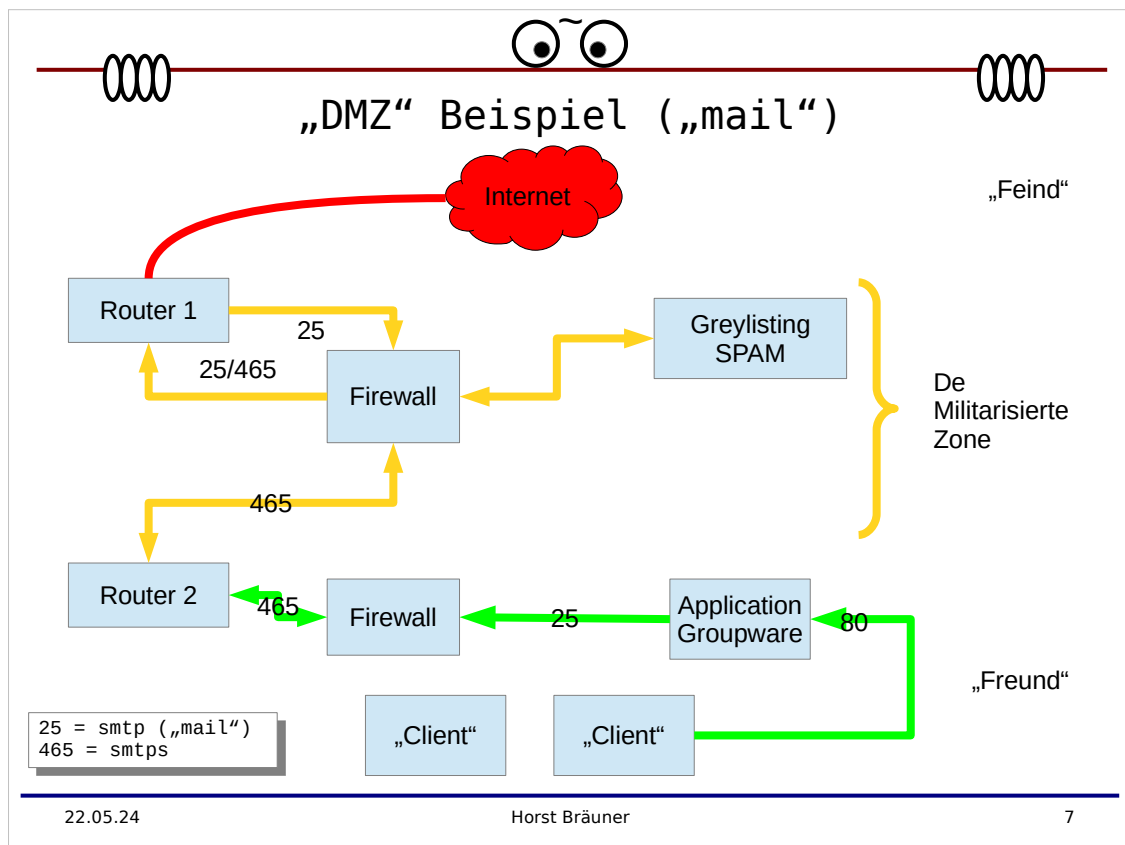 ~
„DMZ“ Beispiel („mail“)
Internet
„Feind“
Router 1
25
25/465
Firewall
Greylisting
SPAM
De
Militarisierte
Zone
465
Router 2
465
Firewall
25
Application
Groupware
80
„Freund“
„Client“
„Client“
25 = smtp („mail“)
465 = smtps
22.05.24
Horst Bräuner
7